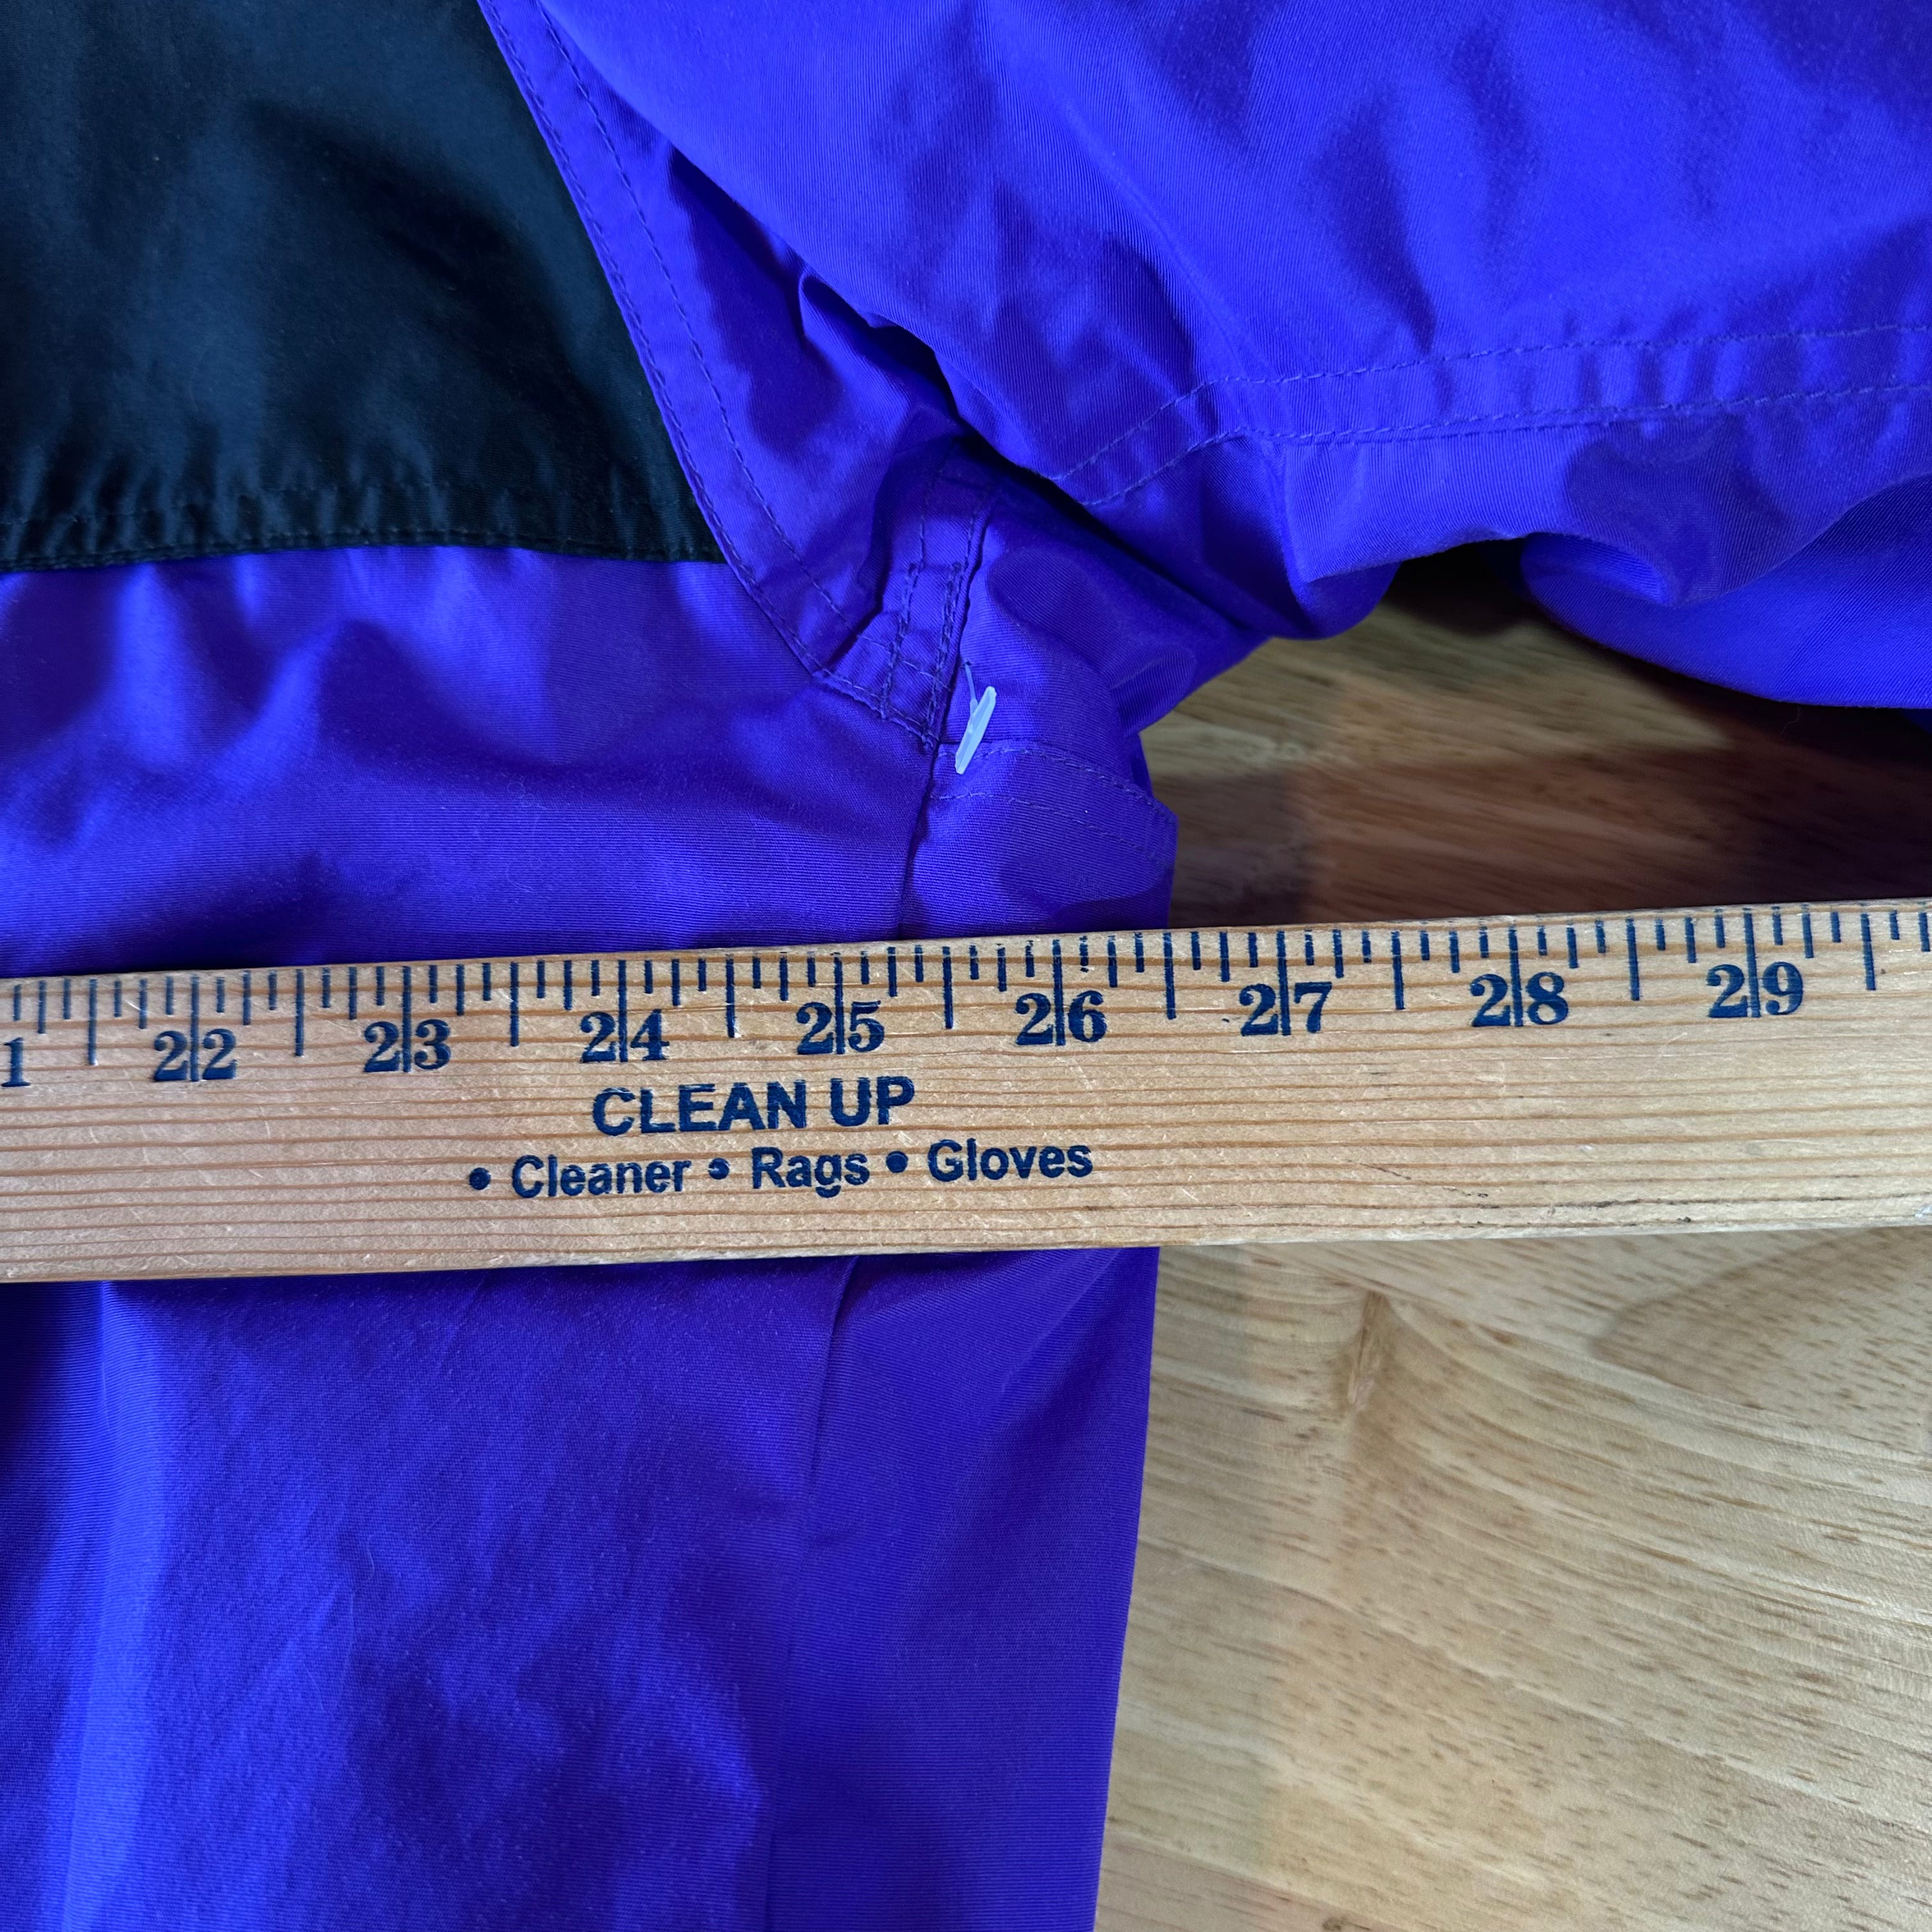 1 22 23 24 25 26 27 28 29
CLEAN UP
• Cleaner • Rags • Gloves